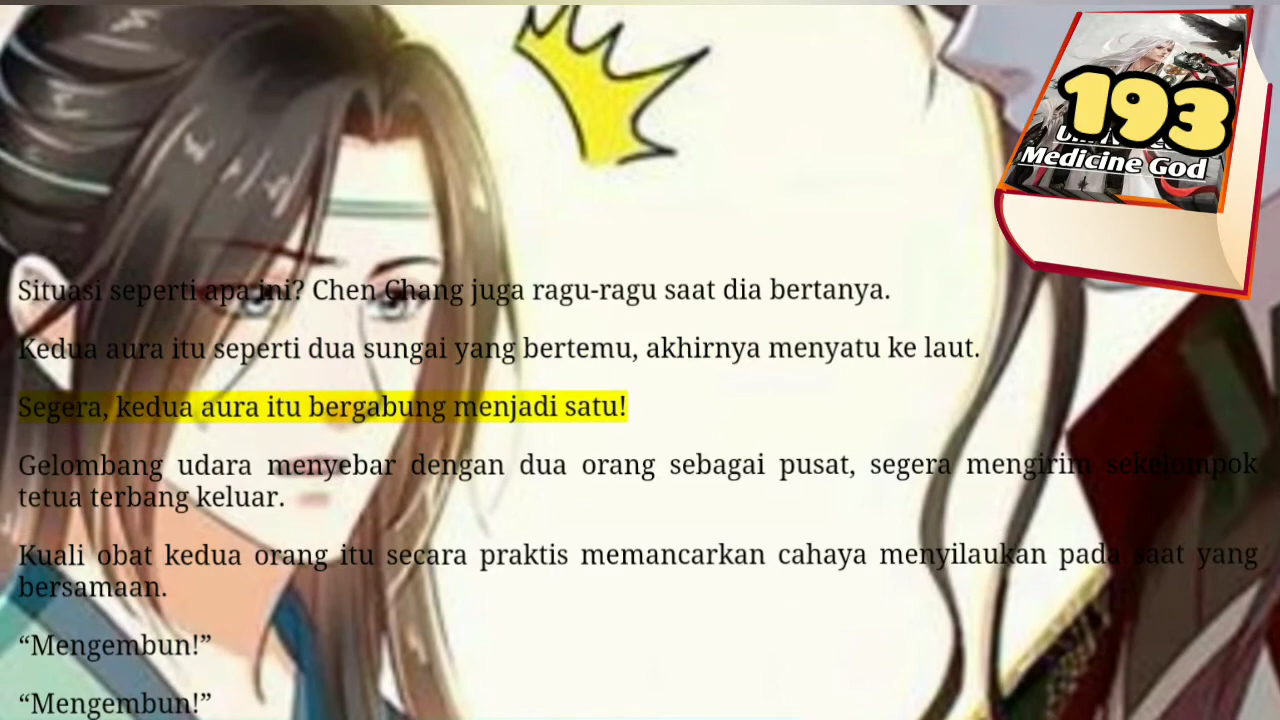 193
Medicine God
Situasi seperti apa ini? Chen Chang juga ragu-ragu saat dia bertanya.
Kedua aura itu seperti dua sungai yang bertemu, akhirnya menyatu ke laut.
Segera, kedua aura itu bergabung menjadi satu!
Gelombang udara menyebar dengan dua orang sebagai pusat, segera mengirim sekelompok
tetua terbang keluar.
Kuali obat kedua orang itu secara praktis memancarkan cahaya menyilaukan pada saat yang
bersamaan.
“Mengembun!”
“Mengembun!”